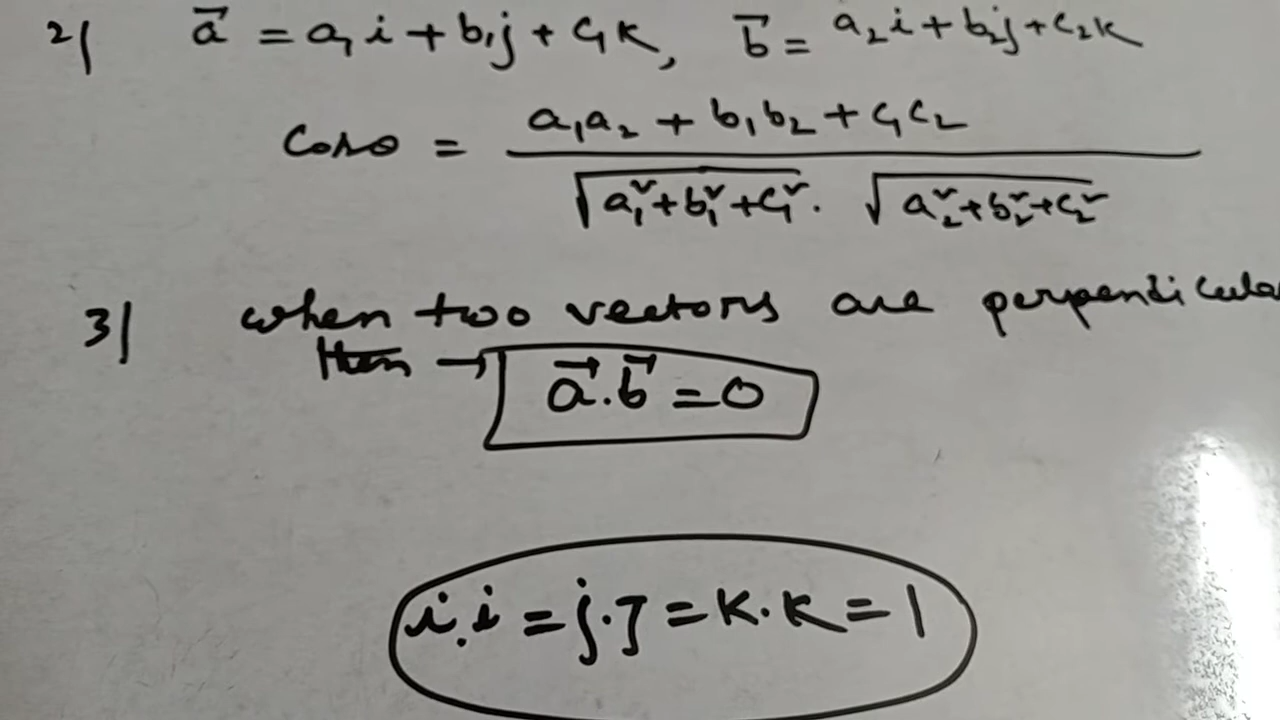 2) a⃗ = a₁i + b₁j + c₁k, b⃗ = a₂i + b₂j + c₂k
Cosθ = a₁a₂ + b₁b₂ + c₁c₂
√a₁² + b₁² + c₁² . √a₂² + b₂² + c₂²
3) when two vectors are perpendicular
then → a⃗.b⃗ = 0
i.i = j.j = k.k = 1